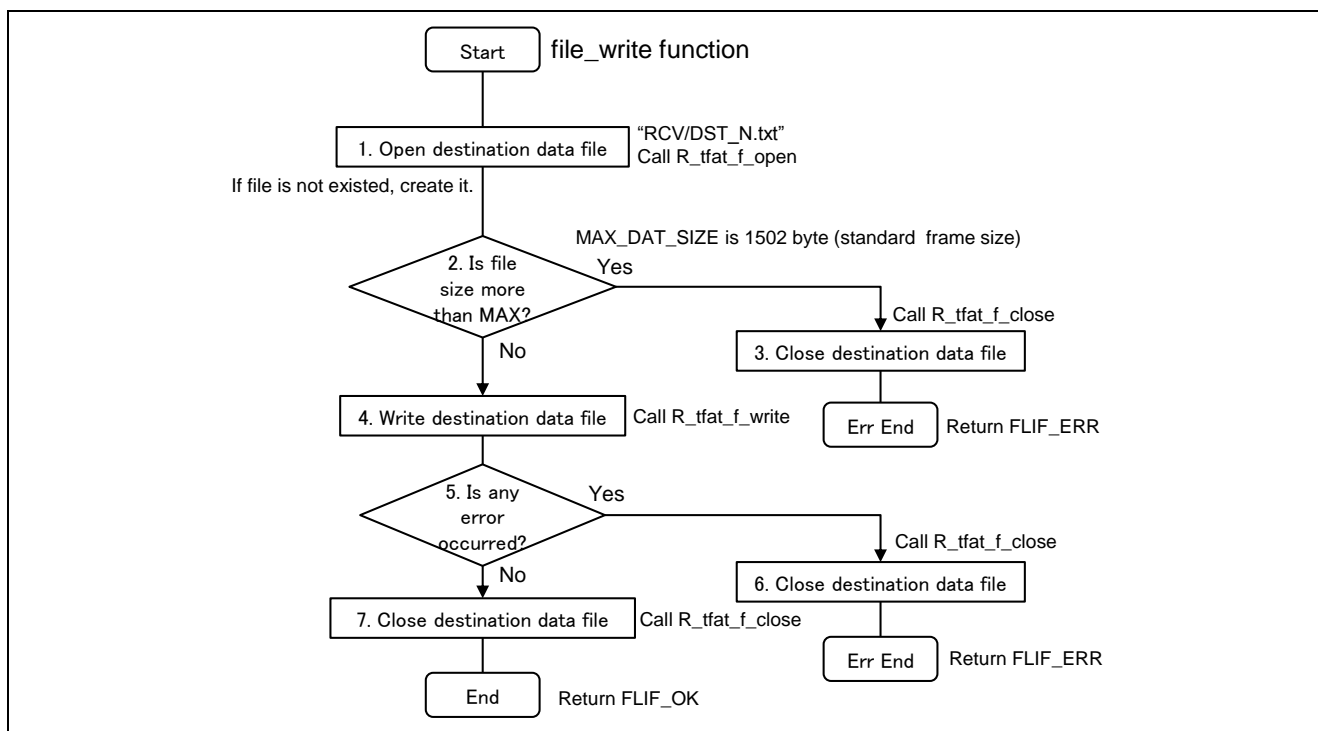 Start
file_write function
1. Open destination data file
“RCV/DST_N.txt”
Call R_tfat_f_open
If file is not existed, create it.
MAX_DAT_SIZE is 1502 byte (standard frame size)
2. Is file
size more
than MAX?
Yes
No
Call R_tfat_f_close
3. Close destination data file
Err End
Return FLIF_ERR
4. Write destination data file
Call R_tfat_f_write
5. Is any
error
occurred?
Yes
No
Call R_tfat_f_close
6. Close destination data file
Err End
Return FLIF_ERR
7. Close destination data file
Call R_tfat_f_close
End
Return FLIF_OK